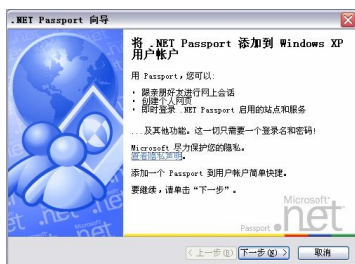 .NET Passport 向导
将 .NET Passport 添加到 Windows XP
用户帐户
用 Passport，您可以:
· 跟亲朋好友进行网上会话
· 创建个人网页
· 即时登录 .NET Passport 启用的站点和服务
...及其他功能。这一切只需要一个登录名和密码!
Microsoft 尽力保护您的隐私。
查看隐私声明。
添加一个 Passport 到用户帐户简单快捷。
要继续，请单击“下一步”。
Microsoft
Passport .net
< 上一步(B)
下一步(N) >
取消